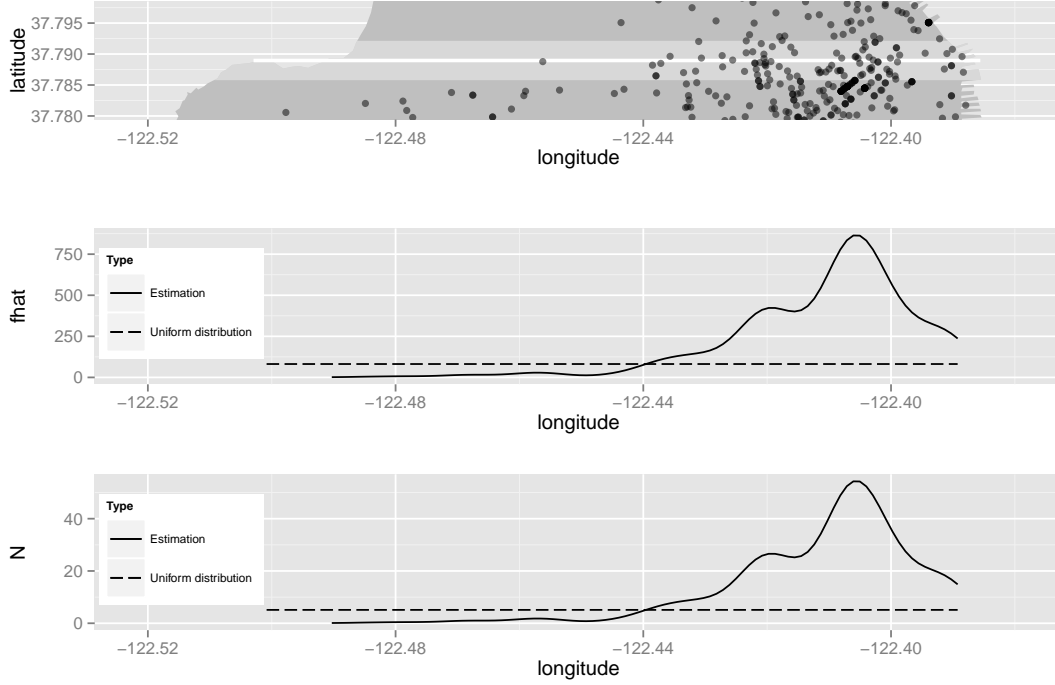 latitude
37.795
37.790
37.785
37.780
−122.52 −122.48 −122.44 −122.40
longitude
fhat
750
500
250
0
Type
Estimation
Uniform distribution
−122.52 −122.48 −122.44 −122.40
longitude
N
40
20
0
Type
Estimation
Uniform distribution
−122.52 −122.48 −122.44 −122.40
longitude